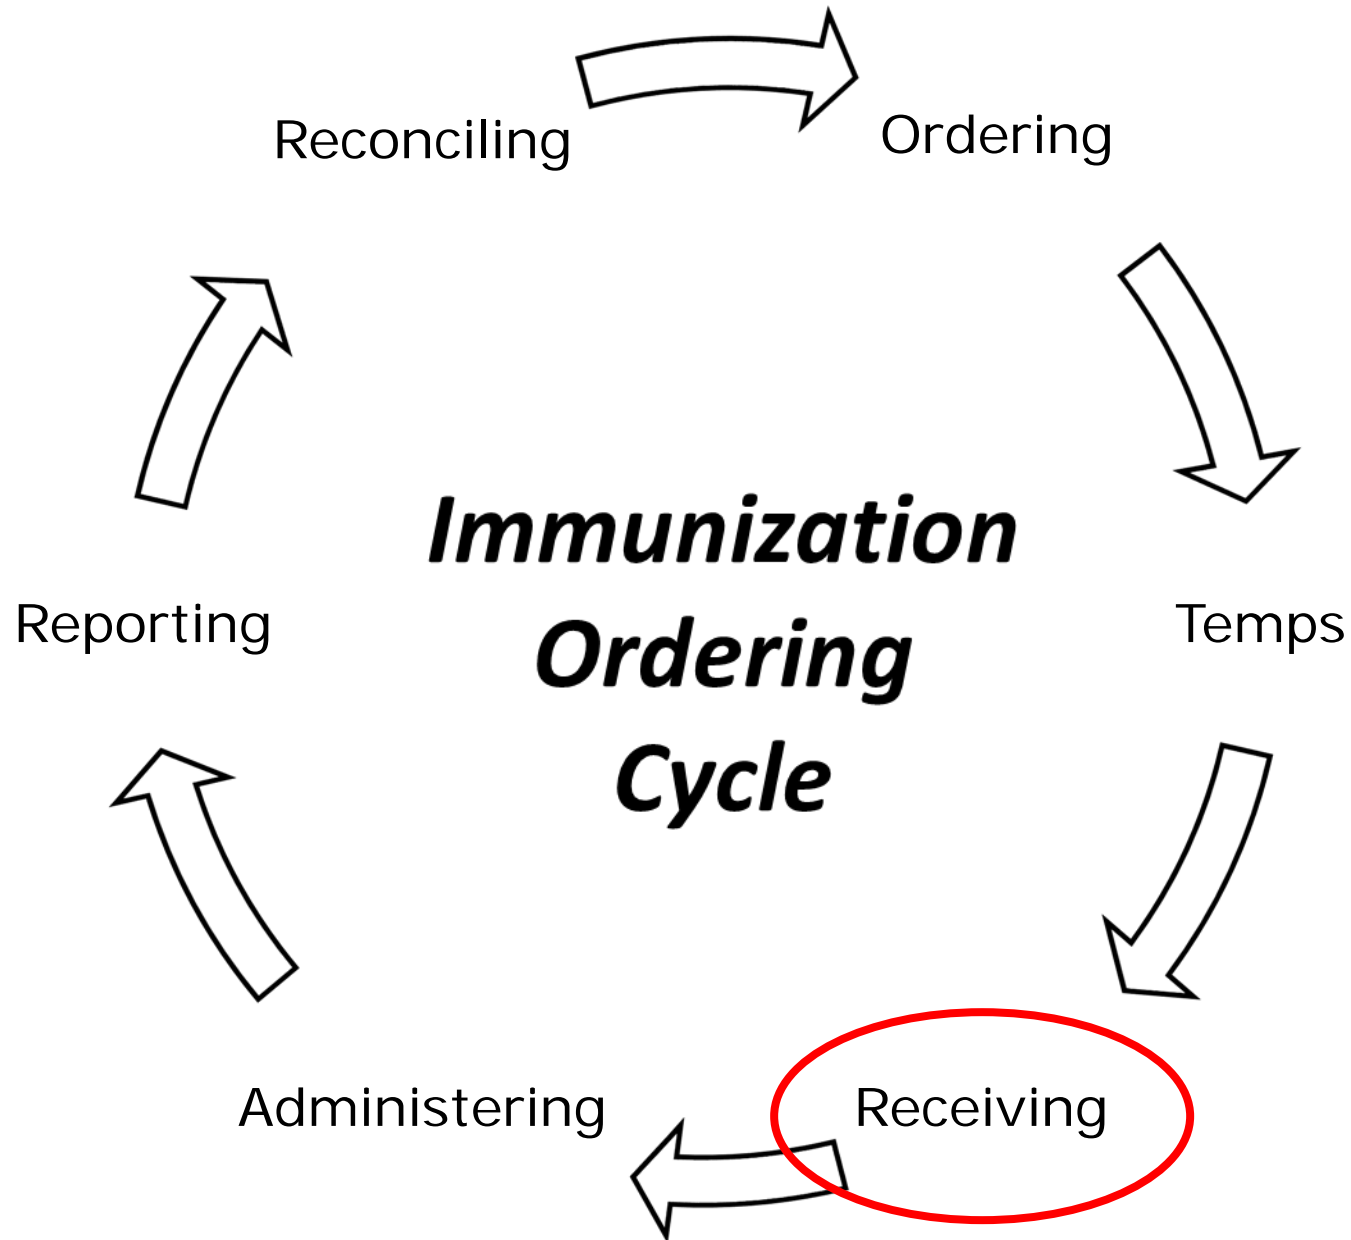 Reconciling
Ordering
Immunization
Ordering
Cycle
Reporting
Temps
Administering
Receiving